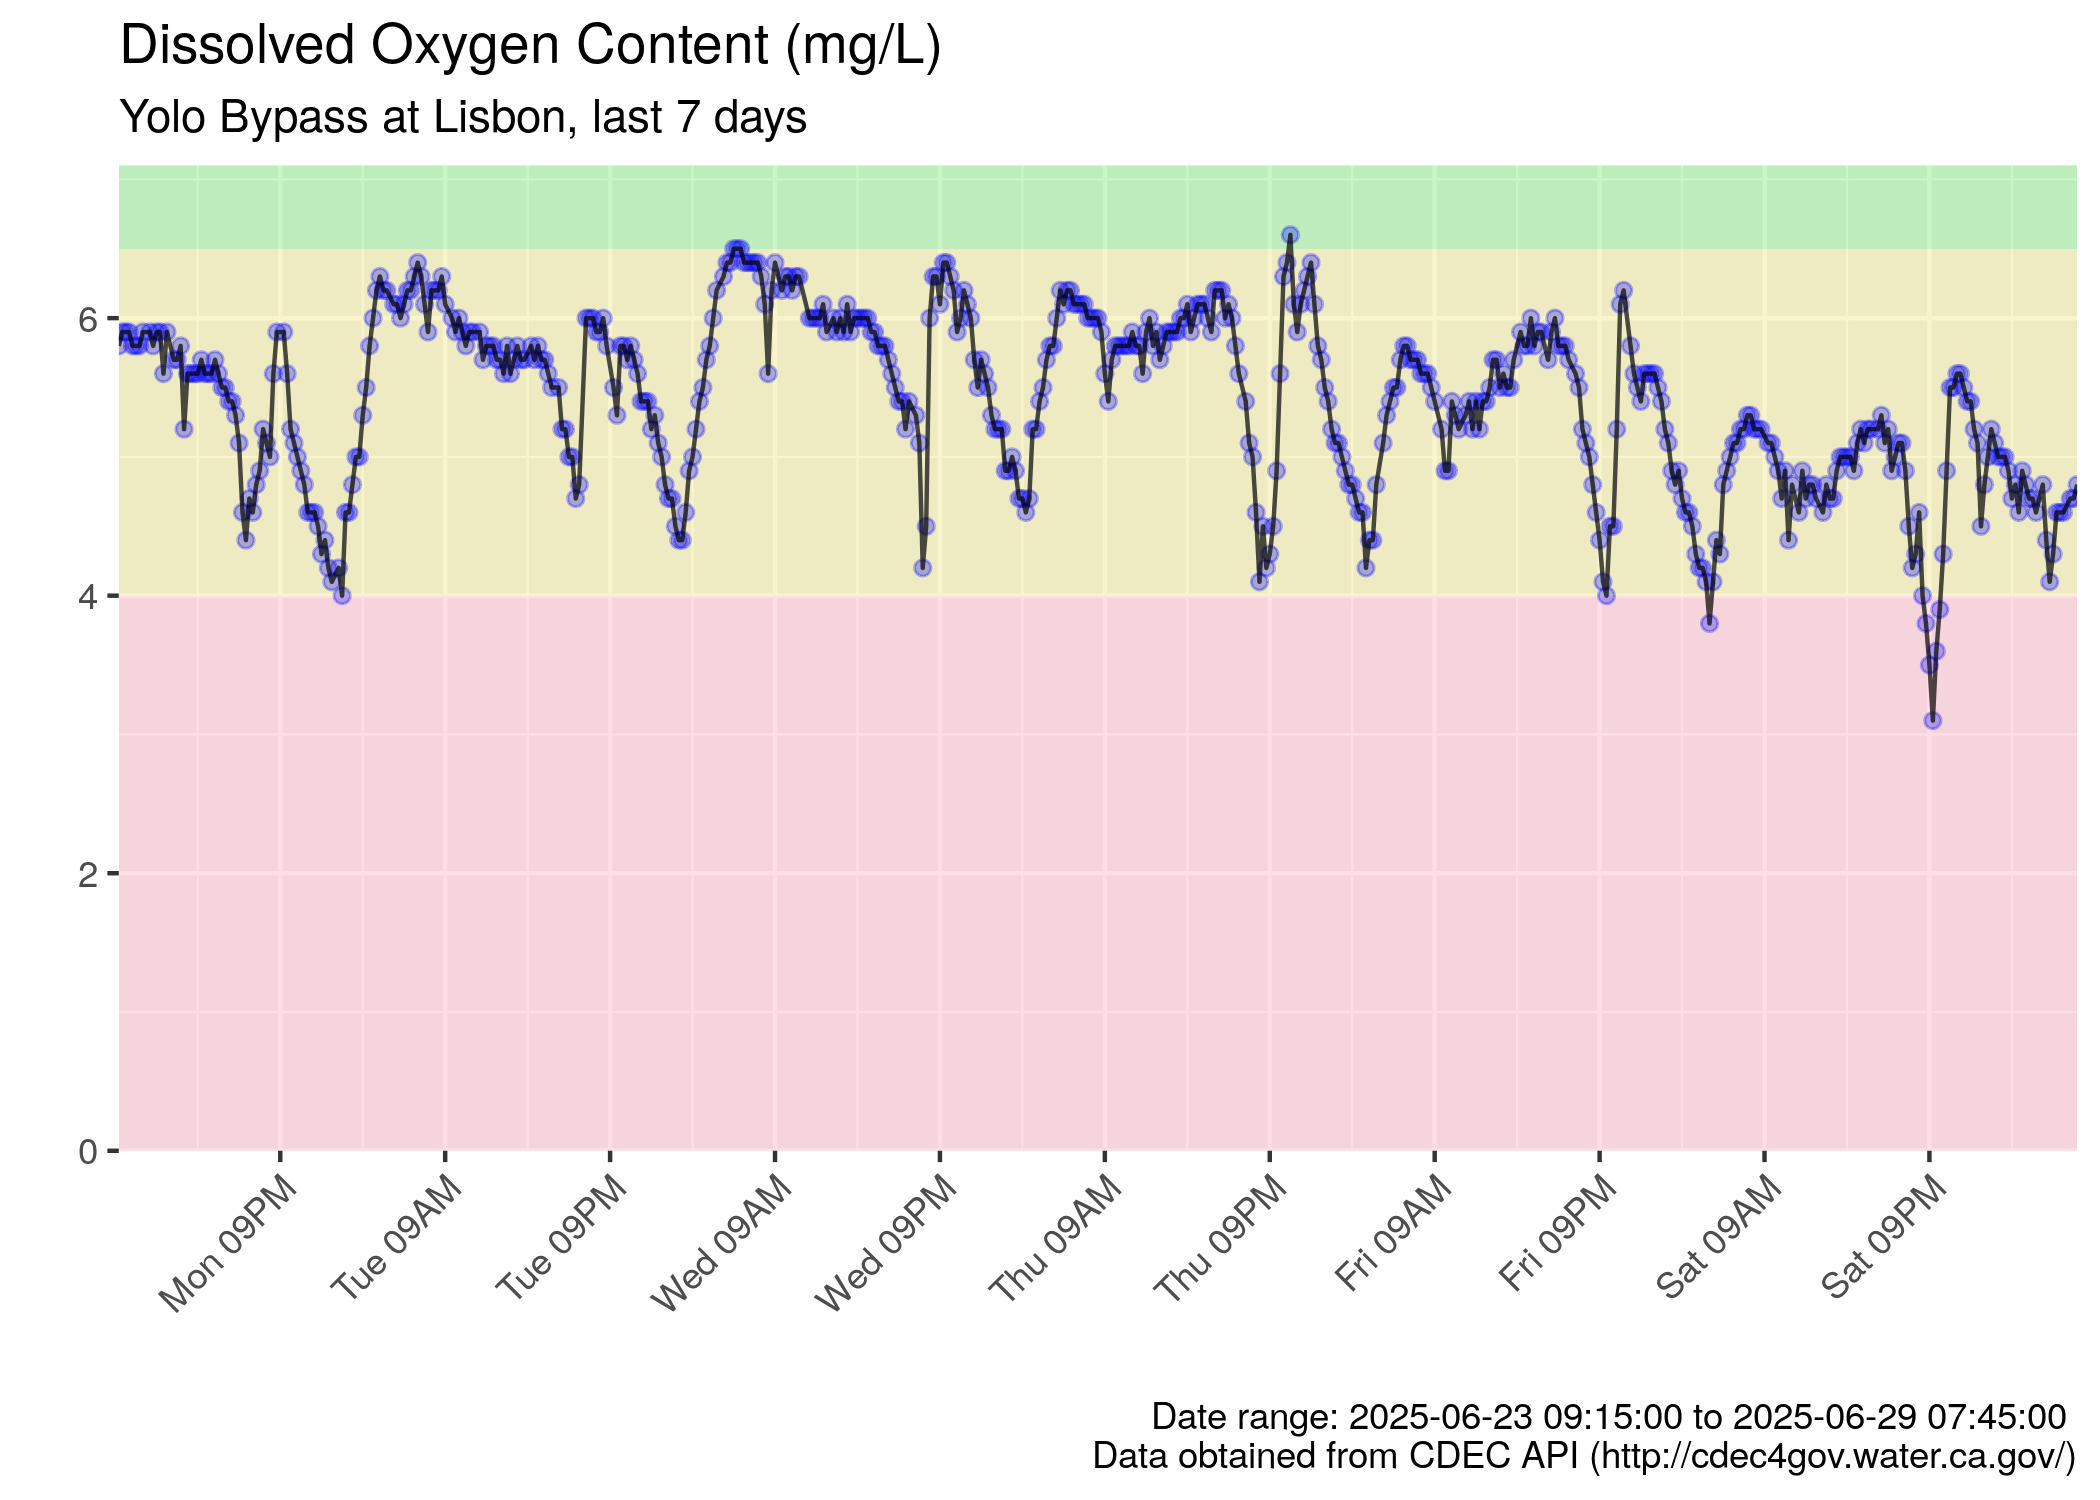 Dissolved Oxygen Content (mg/L)
Yolo Bypass at Lisbon, last 7 days
6
4
2
0
Mon 09PM
Tue 09AM
Tue 09PM
Wed 09AM
Wed 09PM
Thu 09AM
Thu 09PM
Fri 09AM
Fri 09PM
Sat 09AM
Sat 09PM
Date range: 2025-06-23 09:15:00 to 2025-06-29 07:45:00
Data obtained from CDEC API (http://cdec4gov.water.ca.gov/)